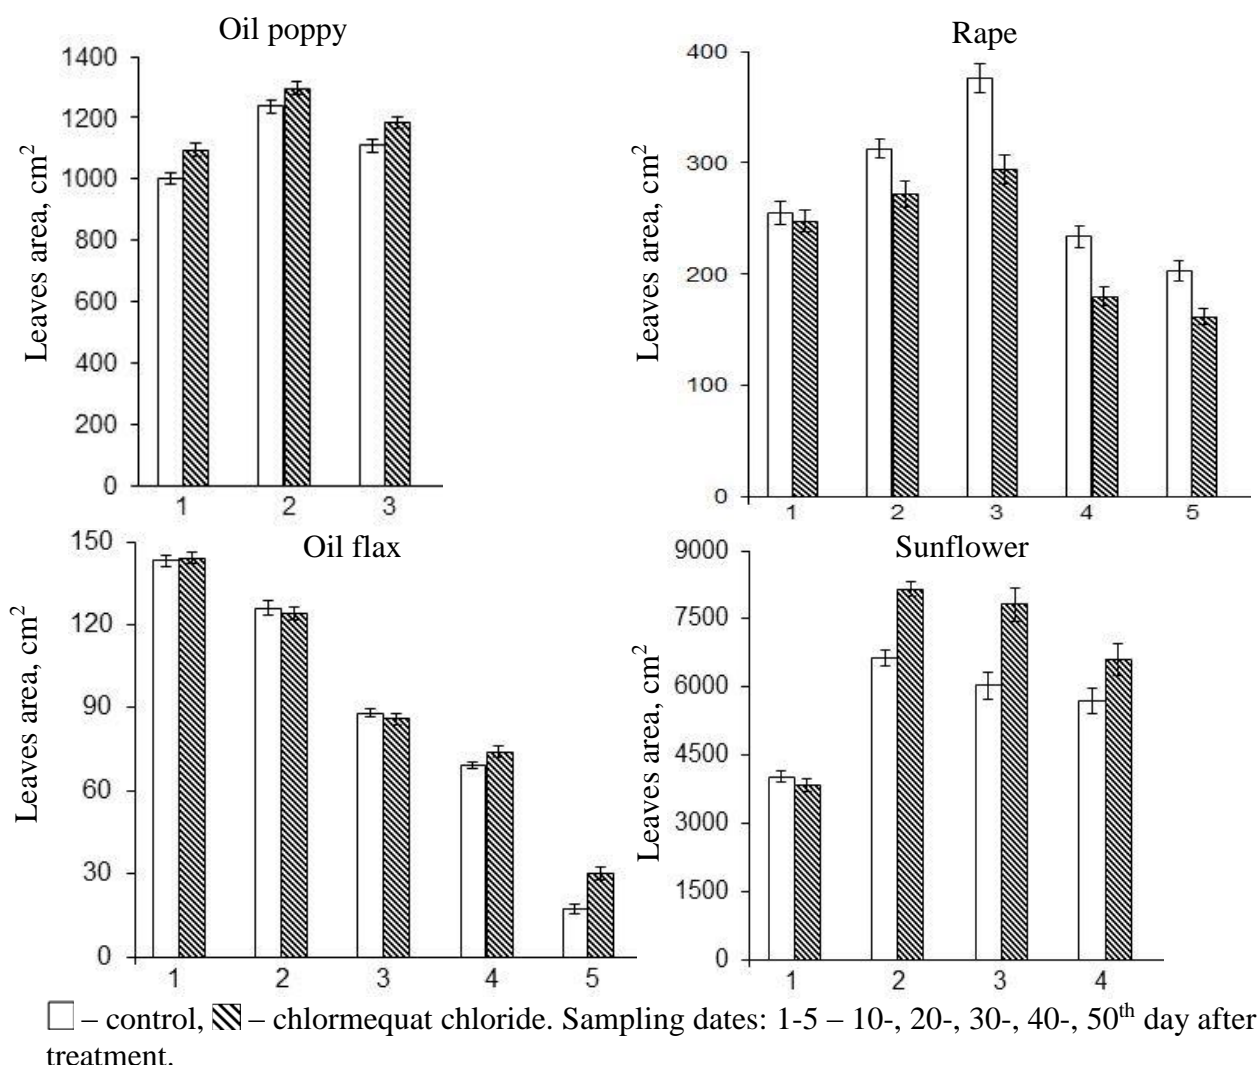 Oil poppy
Leaves area, cm²
1400
1200
1000
800
600
400
200
0
1 2 3
Rape
Leaves area, cm²
400
300
200
100
0
1 2 3 4 5
Oil flax
Leaves area, cm²
150
120
90
60
30
0
1 2 3 4 5
Sunflower
Leaves area, cm²
9000
7500
6000
4500
3000
1500
0
1 2 3 4
– control, – chlormequat chloride. Sampling dates: 1-5 – 10-, 20-, 30-, 40-, 50th day after
treatment.